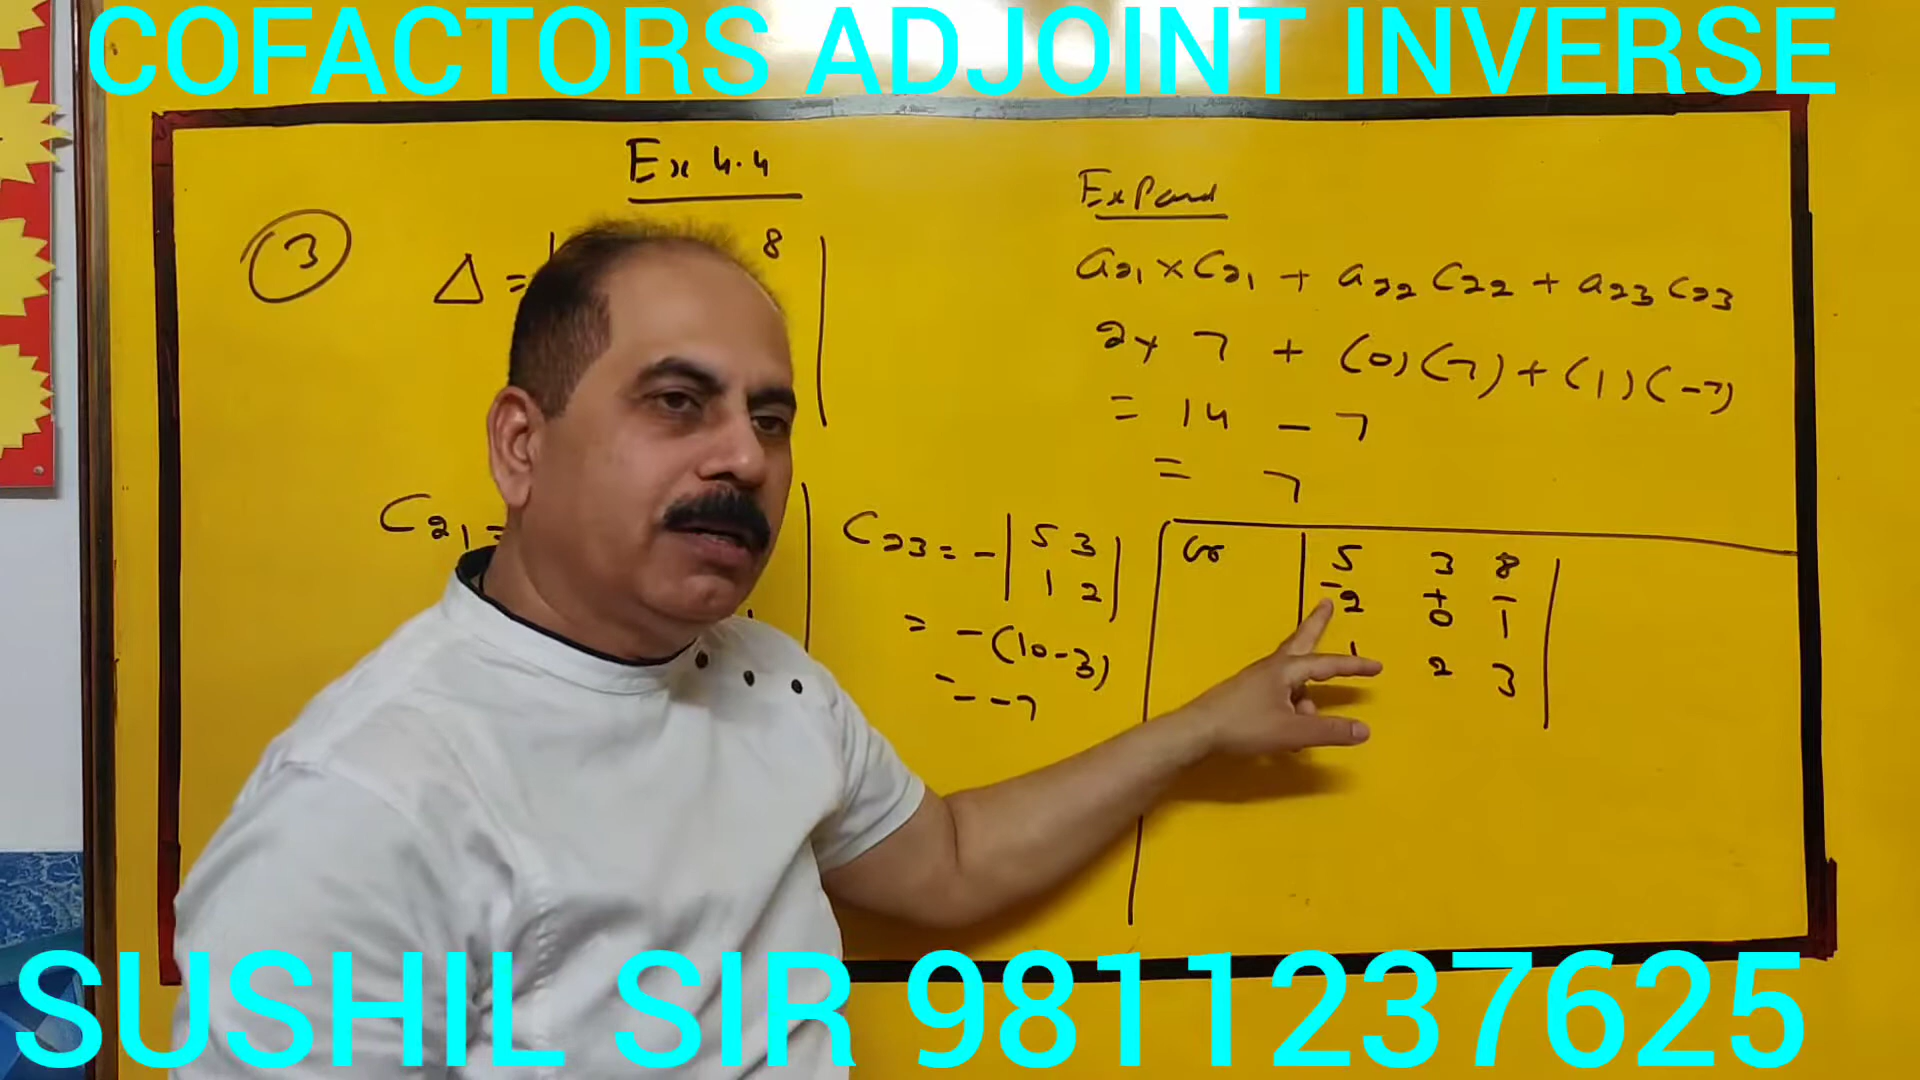 COFACTORS ADJOINT INVERSE
Ex 4.4
3
Δ =
8
C21 =
C23 = - | 5 3 |
| 1 2 |
= -(10-3)
= -7
Expand
a21 × C21 + a22 C22 + a23 C23
2 × 7 + (0)(7) + (1)(-7)
= 14 - 7
= 7
or
| 5 3 8 |
- + -
2 0 1
1 2 3
SUSHIL SIR 9811237625